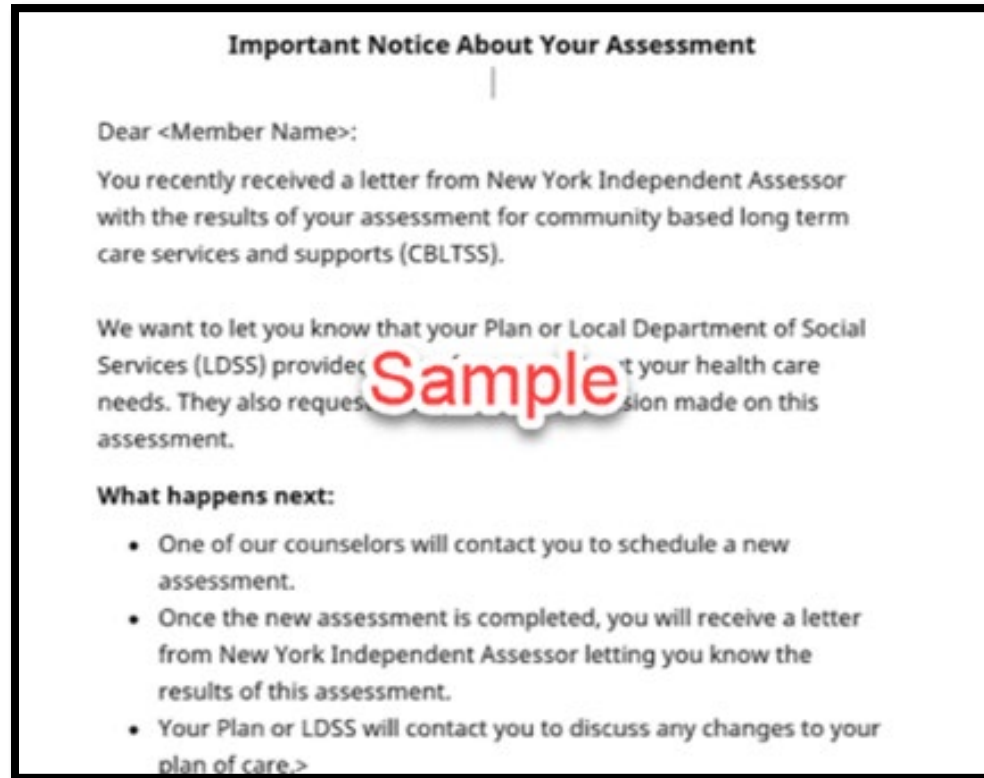 Important Notice About Your Assessment
Dear <Member Name>:
You recently received a letter from New York Independent Assessor
with the results of your assessment for community based long term
care services and supports (CBLTSS).
We want to let you know that your Plan or Local Department of Social
Services (LDSS) provided your health care
needs. They also made on this
assessment.
Sample
What happens next:
• One of our counselors will contact you to schedule a new
assessment.
• Once the new assessment is completed, you will receive a letter
from New York Independent Assessor letting you know the
results of this assessment.
• Your Plan or LDSS will contact you to discuss any changes to your
plan of care.>